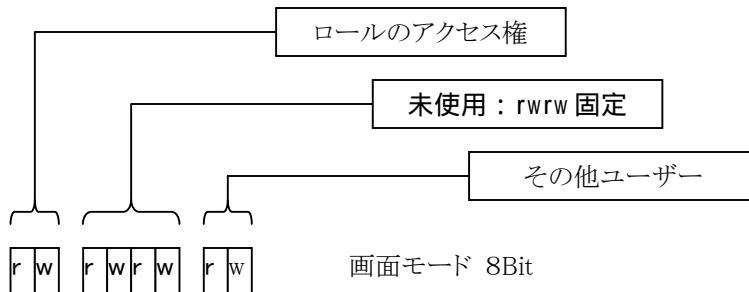 ロールのアクセス権
未使用：rwrw 固定
その他ユーザー
r w r w r w r w 画面モード 8Bit